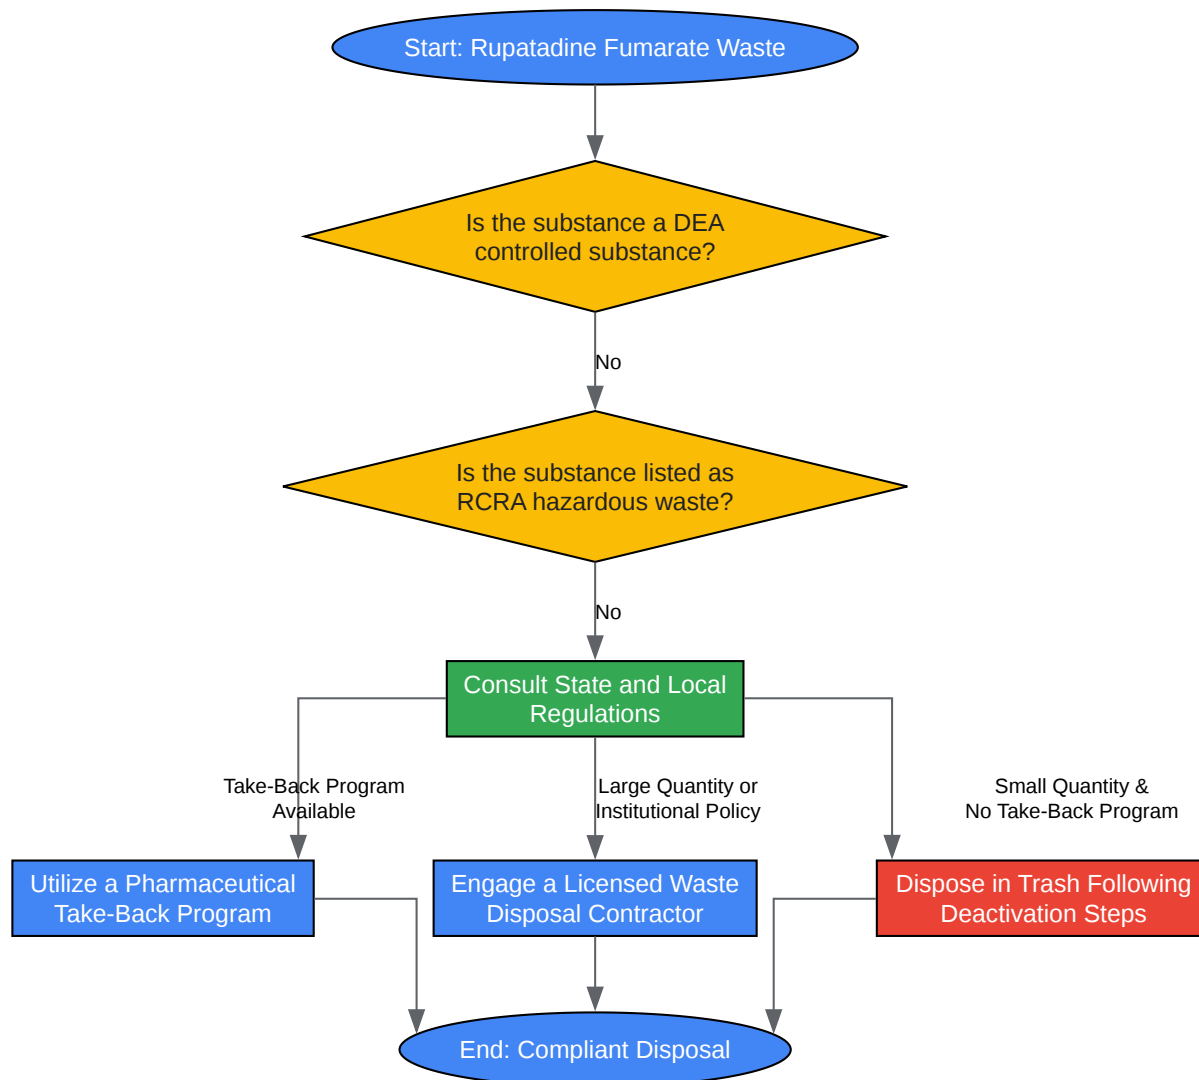 Start: Rupatadine Fumarate Waste
Is the substance a DEA
controlled substance?
No
Is the substance listed as
RCRA hazardous waste?
No
Consult State and Local
Regulations
Take-Back Program
Available
Large Quantity or
Institutional Policy
Small Quantity &
No Take-Back Program
Utilize a Pharmaceutical
Take-Back Program
Engage a Licensed Waste
Disposal Contractor
Dispose in Trash Following
Deactivation Steps
End: Compliant Disposal